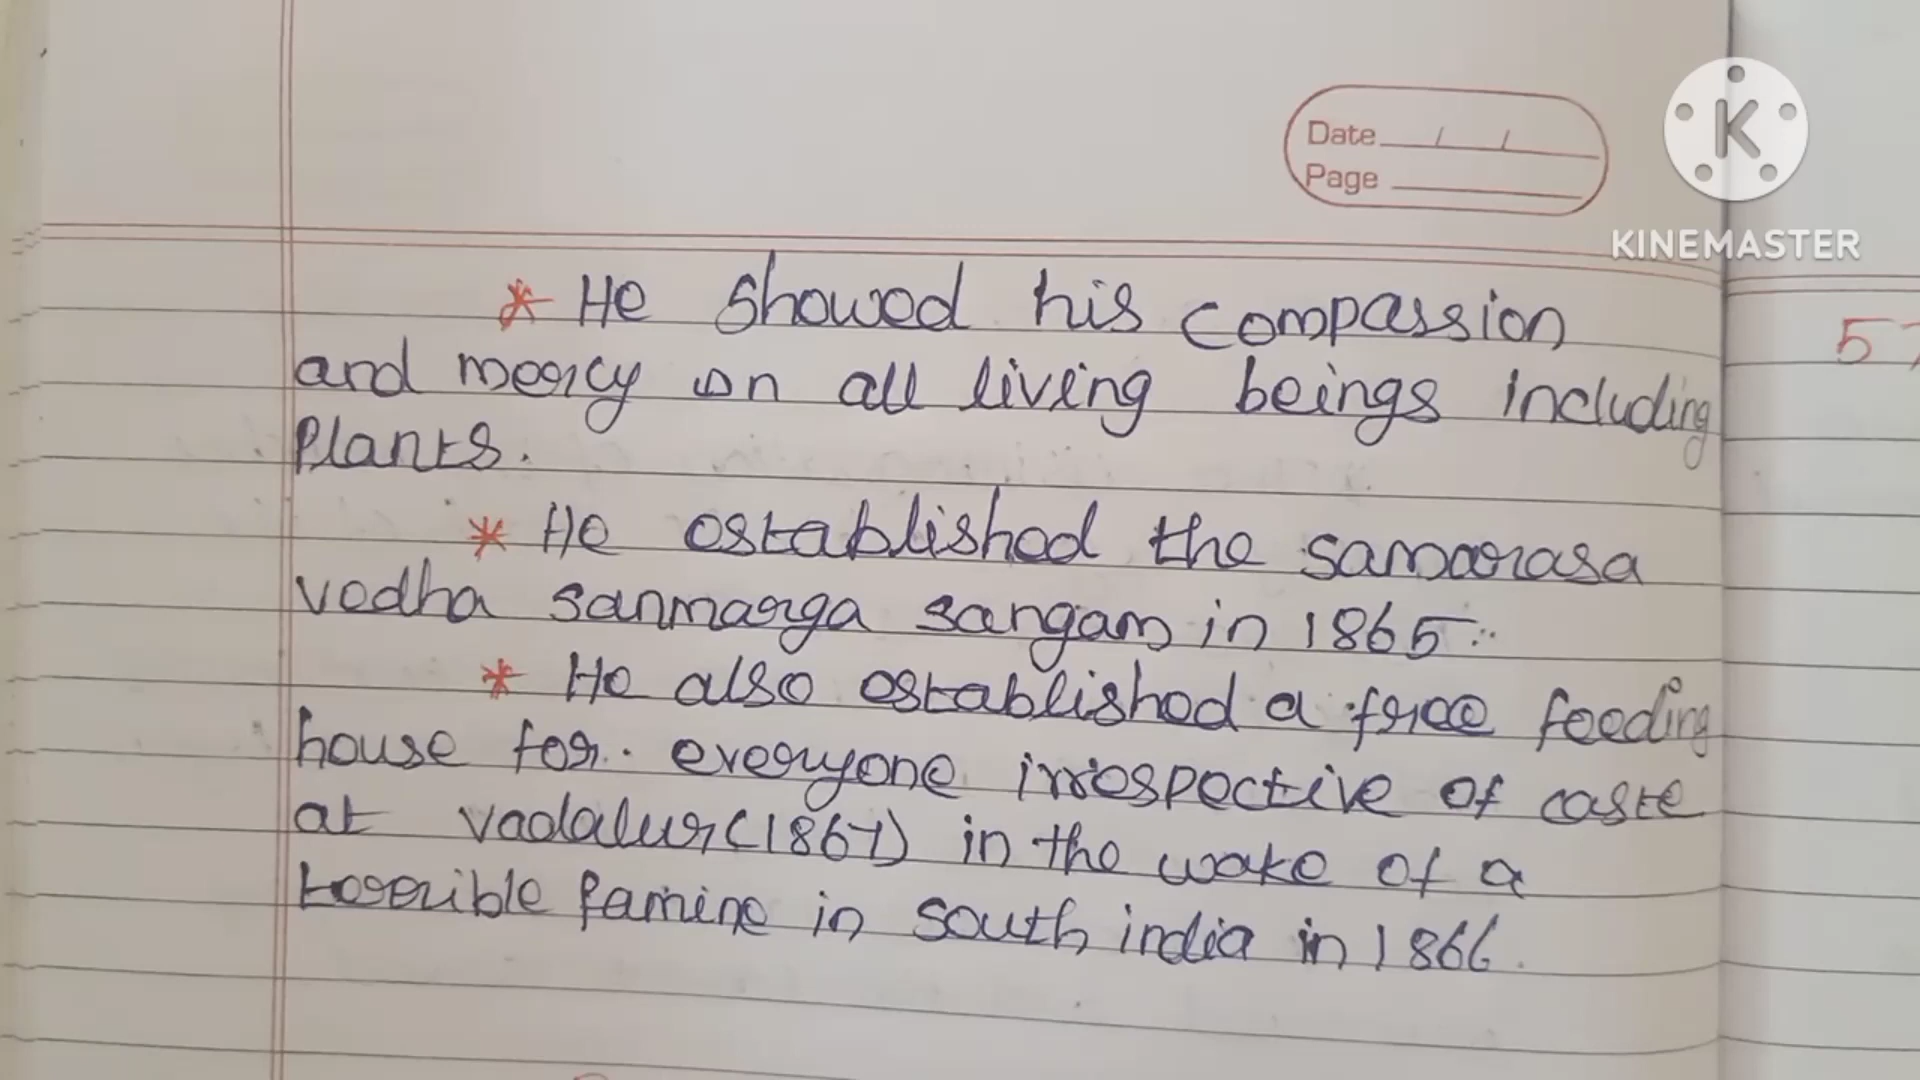 Date / /
Page
K
KINEMASTER
57
* He showed his compassion
and mercy on all living beings including
plants.
* He established the samarasa
vedha sanmarga sangam in 1865.
* He also established a free feeding
house for everyone irrespective of caste
at vadalur (1867) in the wake of a
terrible famine in south india in 1866.